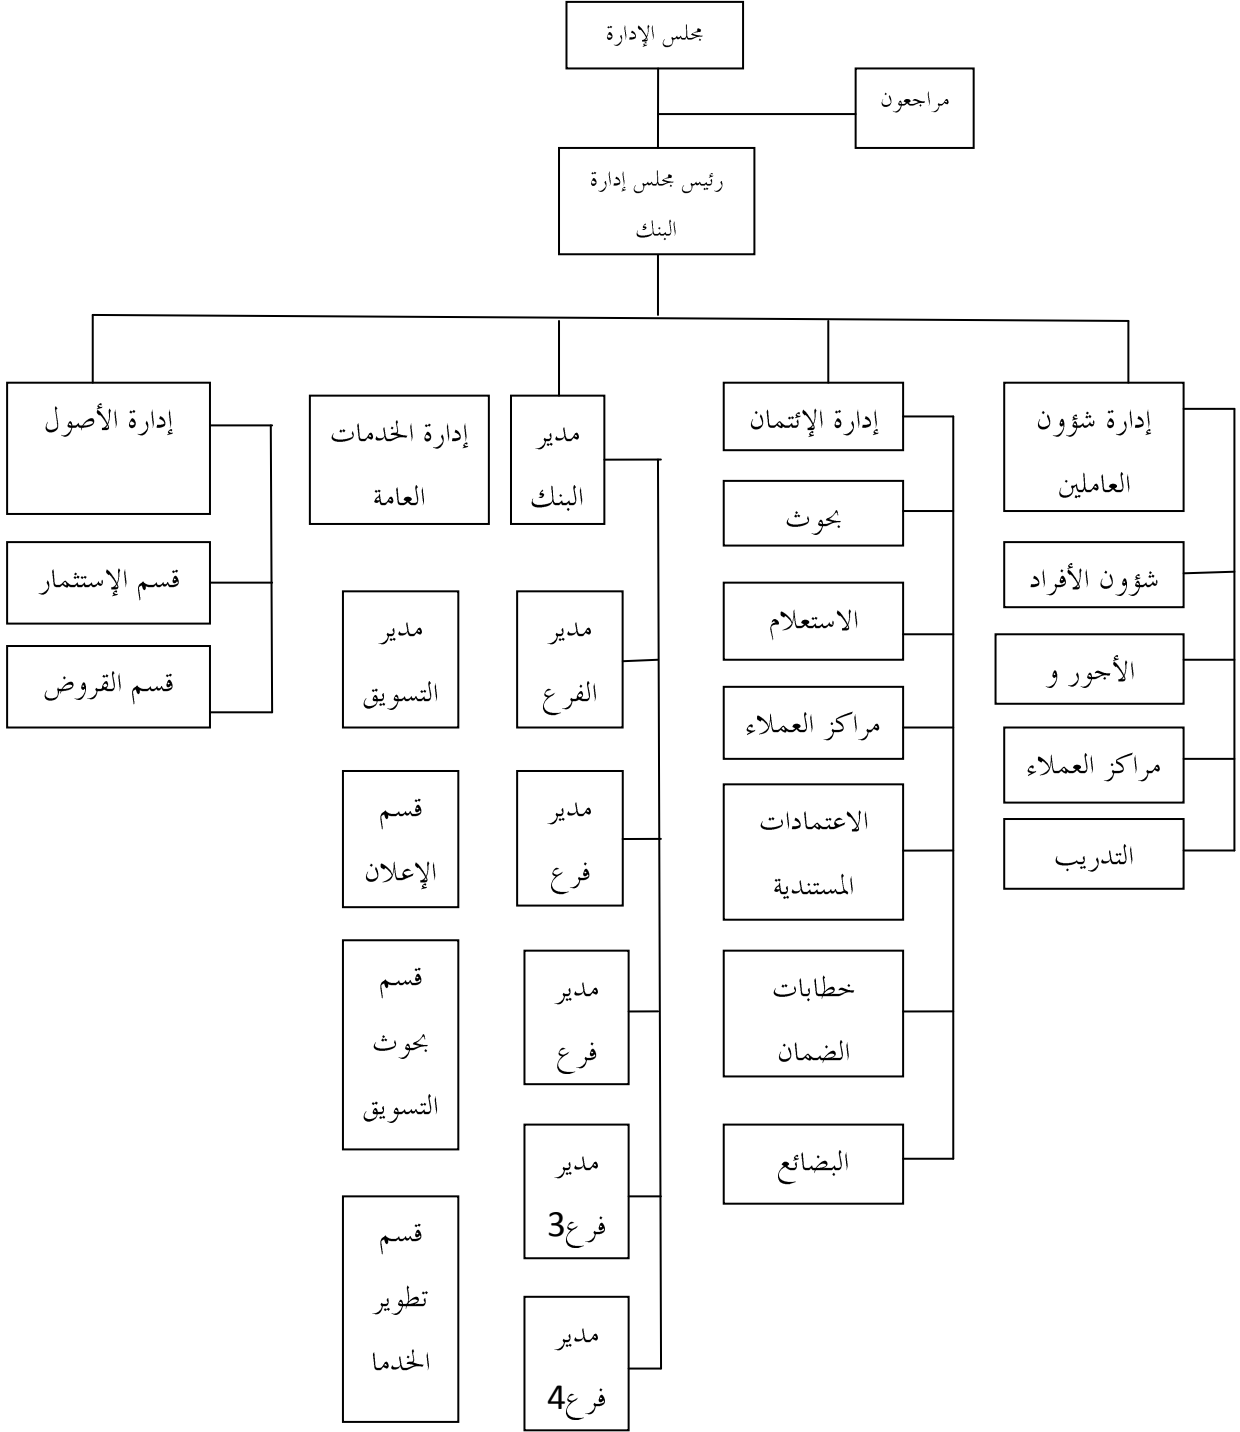 مجلس الإدارة
مراجعون
رئيس مجلس إدارة
البنك
إدارة شؤون
العاملين
شؤون الأفراد
الأجور و
مراكز العملاء
التدريب
إدارة الإئتمان
بحوث
الاستعلام
مراكز العملاء
الاعتمادات
المستندية
خطابات
الضمان
البضائع
مدير
البنك
مدير
الفرع
مدير
فرع
مدير
فرع
مدير
فرع3
مدير
فرع4
إدارة الخدمات
العامة
مدير
التسويق
قسم
الإعلان
قسم
بحوث
التسويق
قسم
تطوير
الخدما
إدارة الأصول
قسم الإستثمار
قسم القروض